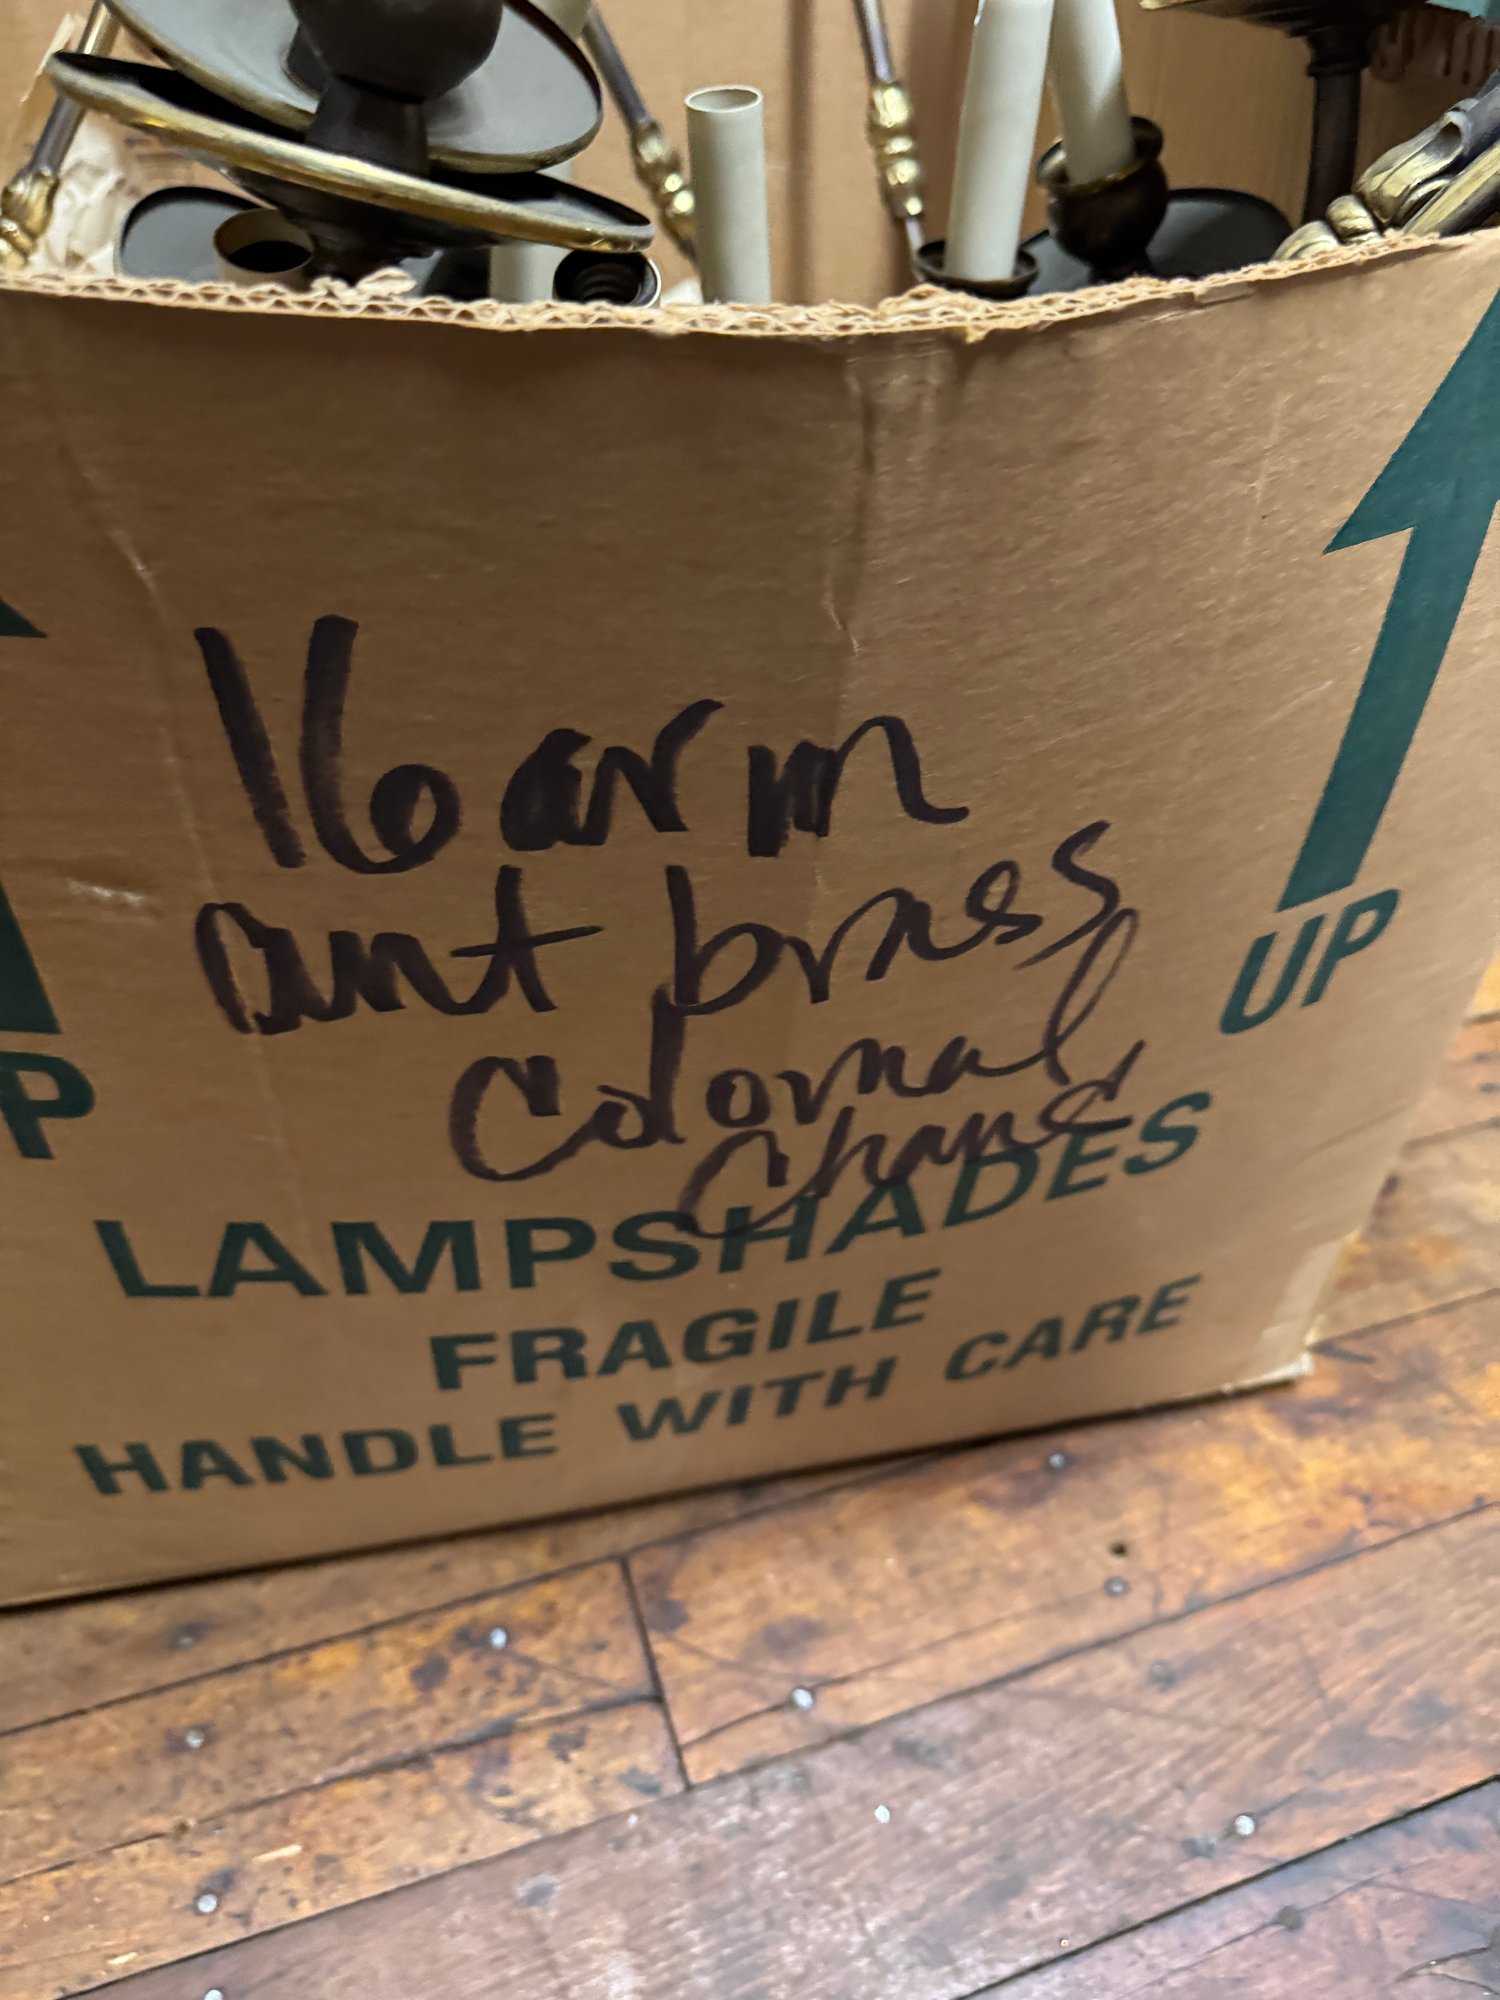 16 arm
ant brass
Colonial
Chand
UP
P
LAMPSHADES
FRAGILE
HANDLE WITH CARE